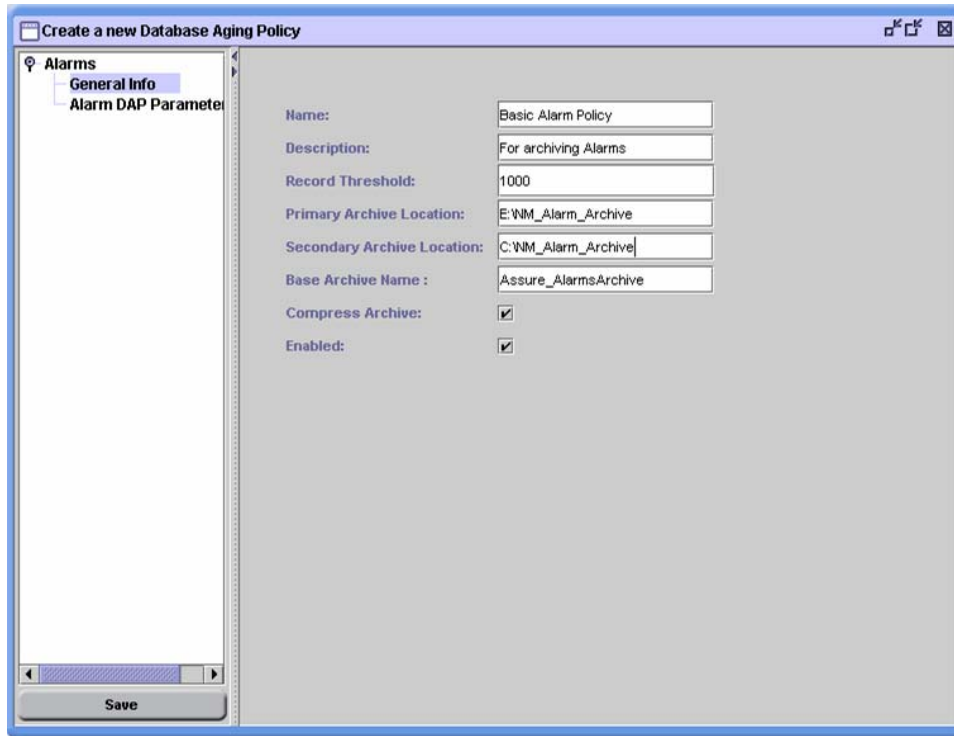 Create a new Database Aging Policy
Alarms
General Info
Alarm DAP Parameter
Name: Basic Alarm Policy
Description: For archiving Alarms
Record Threshold: 1000
Primary Archive Location: E:\NM_Alarm_Archive
Secondary Archive Location: C:\NM_Alarm_Archive
Base Archive Name : Assure_AlarmsArchive
Compress Archive:
Enabled:
Save